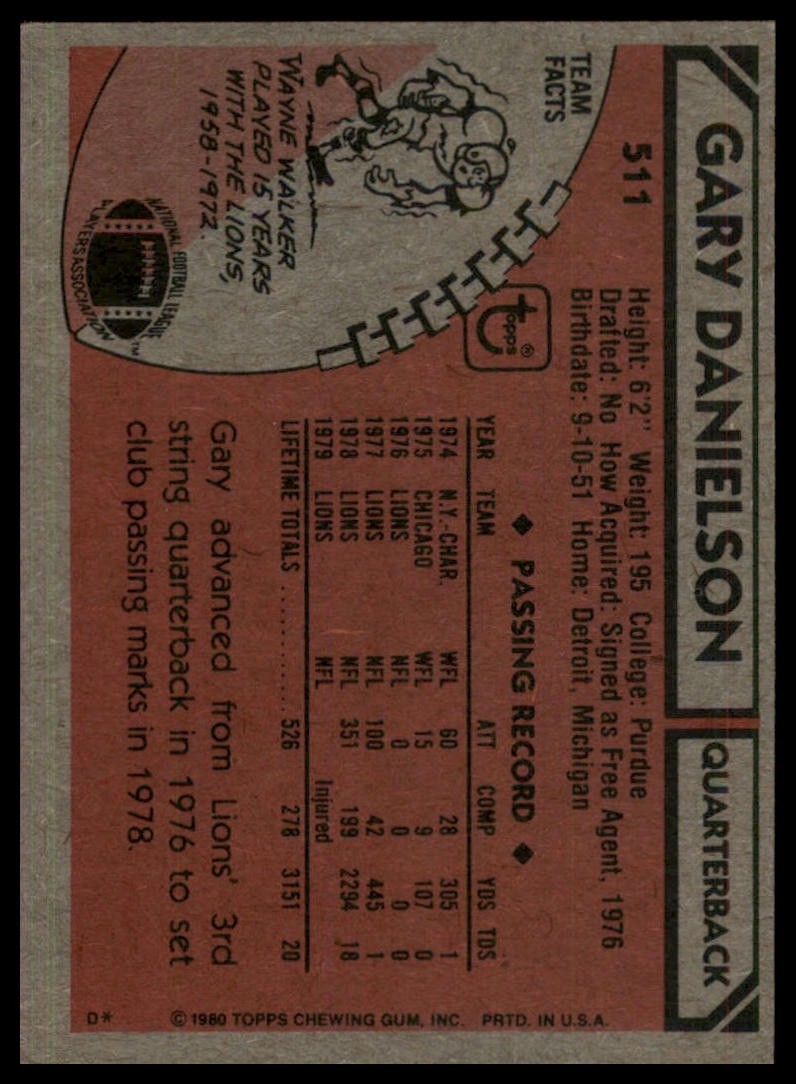 GARY DANIELSON QUARTERBACK
511
Height: 6'2" Weight: 195 College: Purdue
Drafted: No How Acquired: Signed as Free Agent, 1976
Birthdate: 9-10-51 Home: Detroit, Michigan
TEAM
FACTS
WAYNE WALKER
PLAYED 15 YEARS
WITH THE LIONS,
1958-1972.
NATIONAL FOOTBALL LEAGUE
PLAYERS ASSOCIATION
TM
topps®
◆ PASSING RECORD ◆
YEAR TEAM ATT COMP YDS TDS
1974 N.Y.-CHAR. WFL 60 28 305 1
1975 CHICAGO WFL 15 9 107 0
1976 LIONS NFL 0 0 0 0
1977 LIONS NFL 100 42 445 1
1978 LIONS NFL 351 199 2294 18
1979 LIONS NFL Injured
LIFETIME TOTALS .......... 526 278 3151 20
Gary advanced from Lions' 3rd
string quarterback in 1976 to set
club passing marks in 1978.
D* © 1980 TOPPS CHEWING GUM, INC. PRTD. IN U.S.A.